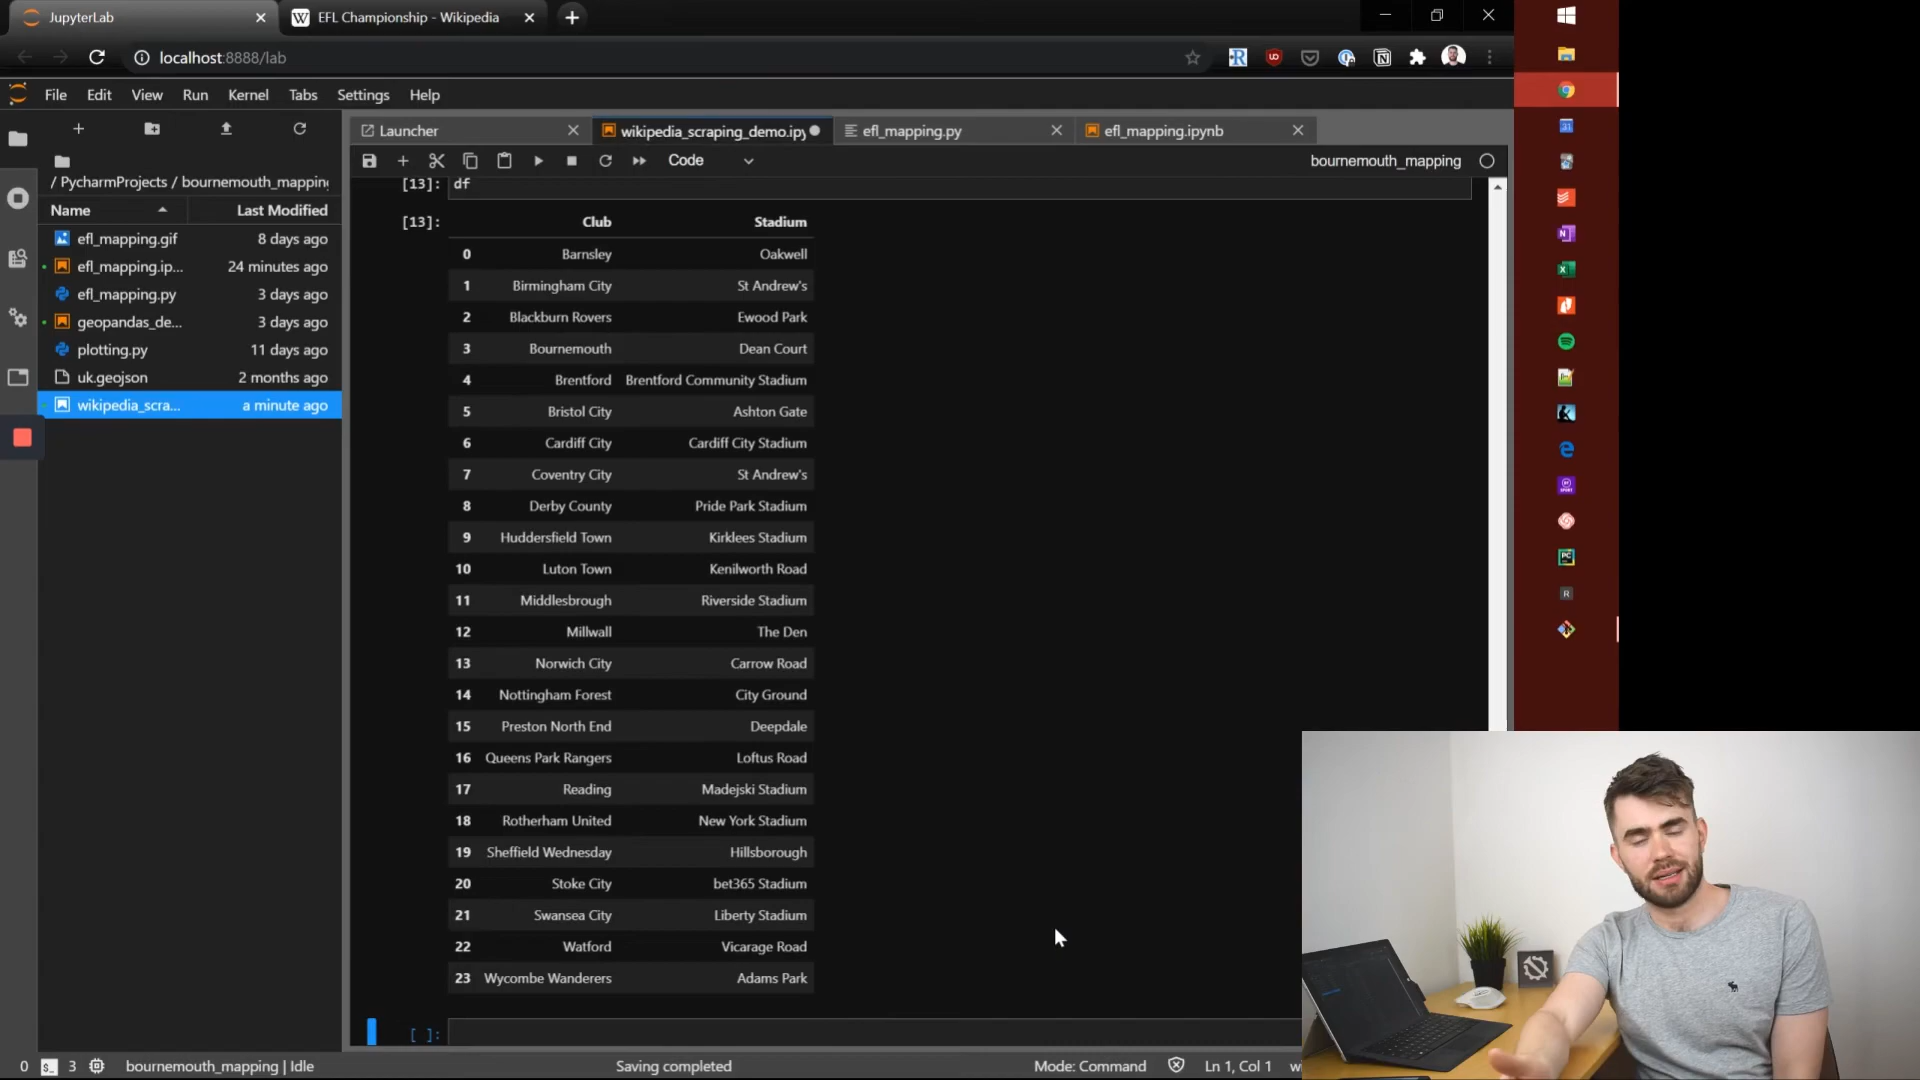 JupyterLab
EFL Championship - Wikipedia
localhost:8888/lab
File Edit View Run Kernel Tabs Settings Help
Launcher
wikipedia_scraping_demo.ipy
efl_mapping.py
efl_mapping.ipynb
Code
bournemouth_mapping
/ PycharmProjects / bournemouth_mapping
Name Last Modified
efl_mapping.gif 8 days ago
efl_mapping.ip... 24 minutes ago
efl_mapping.py 3 days ago
geopandas_de... 3 days ago
plotting.py 11 days ago
uk.geojson 2 months ago
wikipedia_scra... a minute ago
[13]: df
[13]: Club Stadium
0 Barnsley Oakwell
1 Birmingham City St Andrew's
2 Blackburn Rovers Ewood Park
3 Bournemouth Dean Court
4 Brentford Brentford Community Stadium
5 Bristol City Ashton Gate
6 Cardiff City Cardiff City Stadium
7 Coventry City St Andrew's
8 Derby County Pride Park Stadium
9 Huddersfield Town Kirklees Stadium
10 Luton Town Kenilworth Road
11 Middlesbrough Riverside Stadium
12 Millwall The Den
13 Norwich City Carrow Road
14 Nottingham Forest City Ground
15 Preston North End Deepdale
16 Queens Park Rangers Loftus Road
17 Reading Madejski Stadium
18 Rotherham United New York Stadium
19 Sheffield Wednesday Hillsborough
20 Stoke City bet365 Stadium
21 Swansea City Liberty Stadium
22 Watford Vicarage Road
23 Wycombe Wanderers Adams Park
[ ]:
0 3 bournemouth_mapping | Idle Saving completed Mode: Command Ln 1, Col 1 w